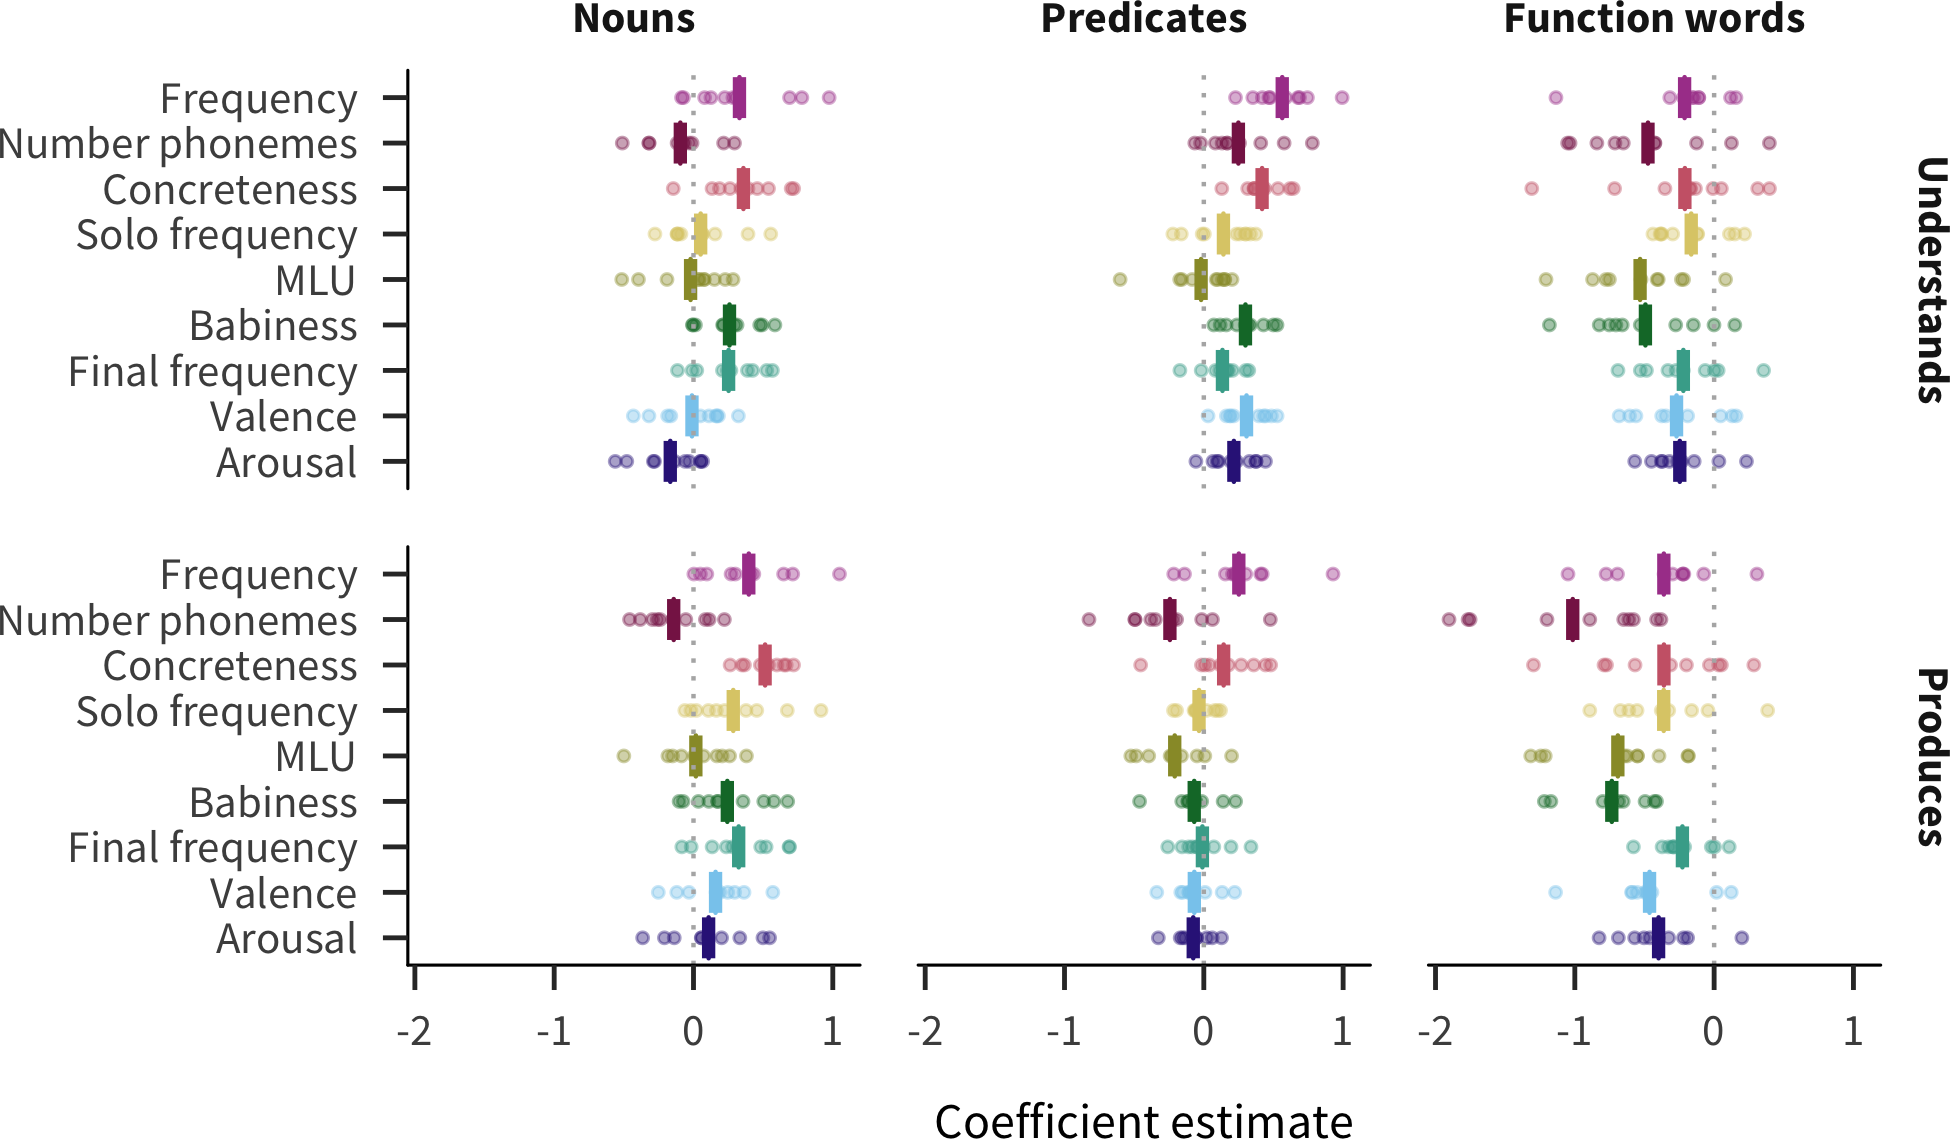 Nouns Predicates Function words
Frequency
Number phonemes
Concreteness
Solo frequency
MLU
Babiness
Final frequency
Valence
Arousal
Understands
Frequency
Number phonemes
Concreteness
Solo frequency
MLU
Babiness
Final frequency
Valence
Arousal
Produces
-2 -1 0 1 -2 -1 0 1 -2 -1 0 1
Coefficient estimate